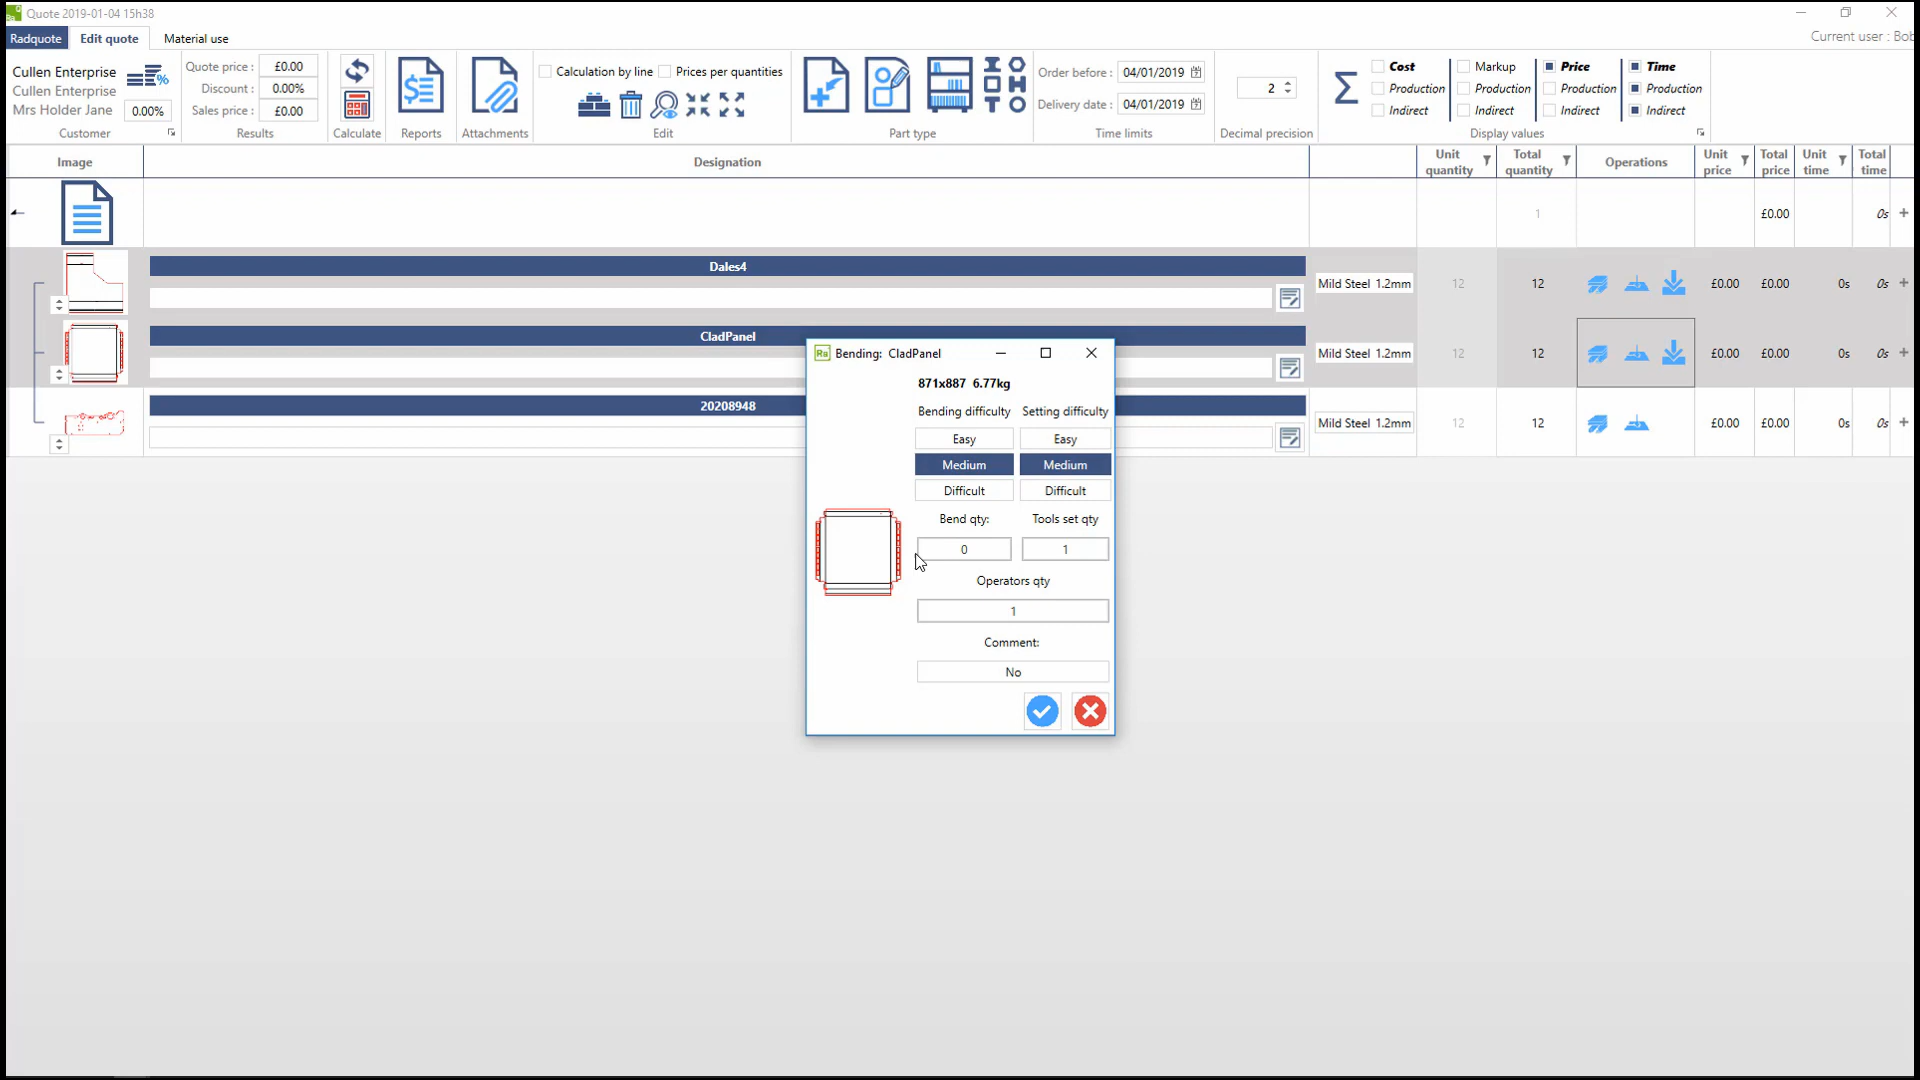 Quote 2019-01-04 15h38
Radquote
Edit quote
Material use
Current user : Bob
Cullen Enterprise
Cullen Enterprise
Mrs Holder Jane
0.00%
Customer
Quote price :
£0.00
Discount :
0.00%
Sales price :
£0.00
Results
Calculate
Reports
Attachments
Calculation by line
Prices per quantities
Edit
Part type
Order before :
04/01/2019
Delivery date :
04/01/2019
Time limits
2
Decimal precision
Cost
Production
Indirect
Markup
Production
Indirect
Price
Production
Indirect
Time
Production
Indirect
Display values
Image
Designation
Unit quantity
Total quantity
Operations
Unit price
Total price
Unit time
Total time
1
£0.00
0s
Dales4
Mild Steel 1.2mm
12
12
£0.00
£0.00
0s
0s
CladPanel
Mild Steel 1.2mm
12
12
£0.00
£0.00
0s
0s
20208948
Mild Steel 1.2mm
12
12
£0.00
£0.00
0s
0s
Bending: CladPanel
871x887 6.77kg
Bending difficulty
Setting difficulty
Easy
Easy
Medium
Medium
Difficult
Difficult
Bend qty:
Tools set qty
0
1
Operators qty
1
Comment:
No